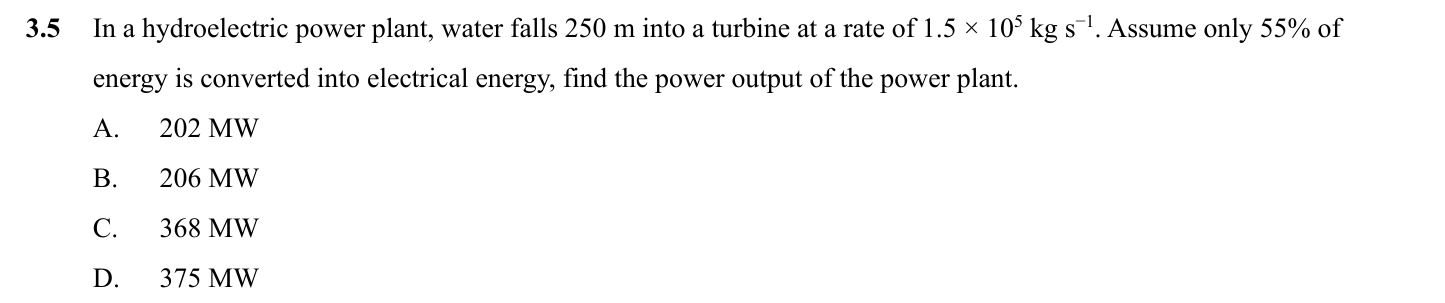 3.5 In a hydroelectric power plant, water falls 250 m into a turbine at a rate of 1.5 × 10⁵ kg s⁻¹. Assume only 55% of
energy is converted into electrical energy, find the power output of the power plant.
A. 202 MW
B. 206 MW
C. 368 MW
D. 375 MW